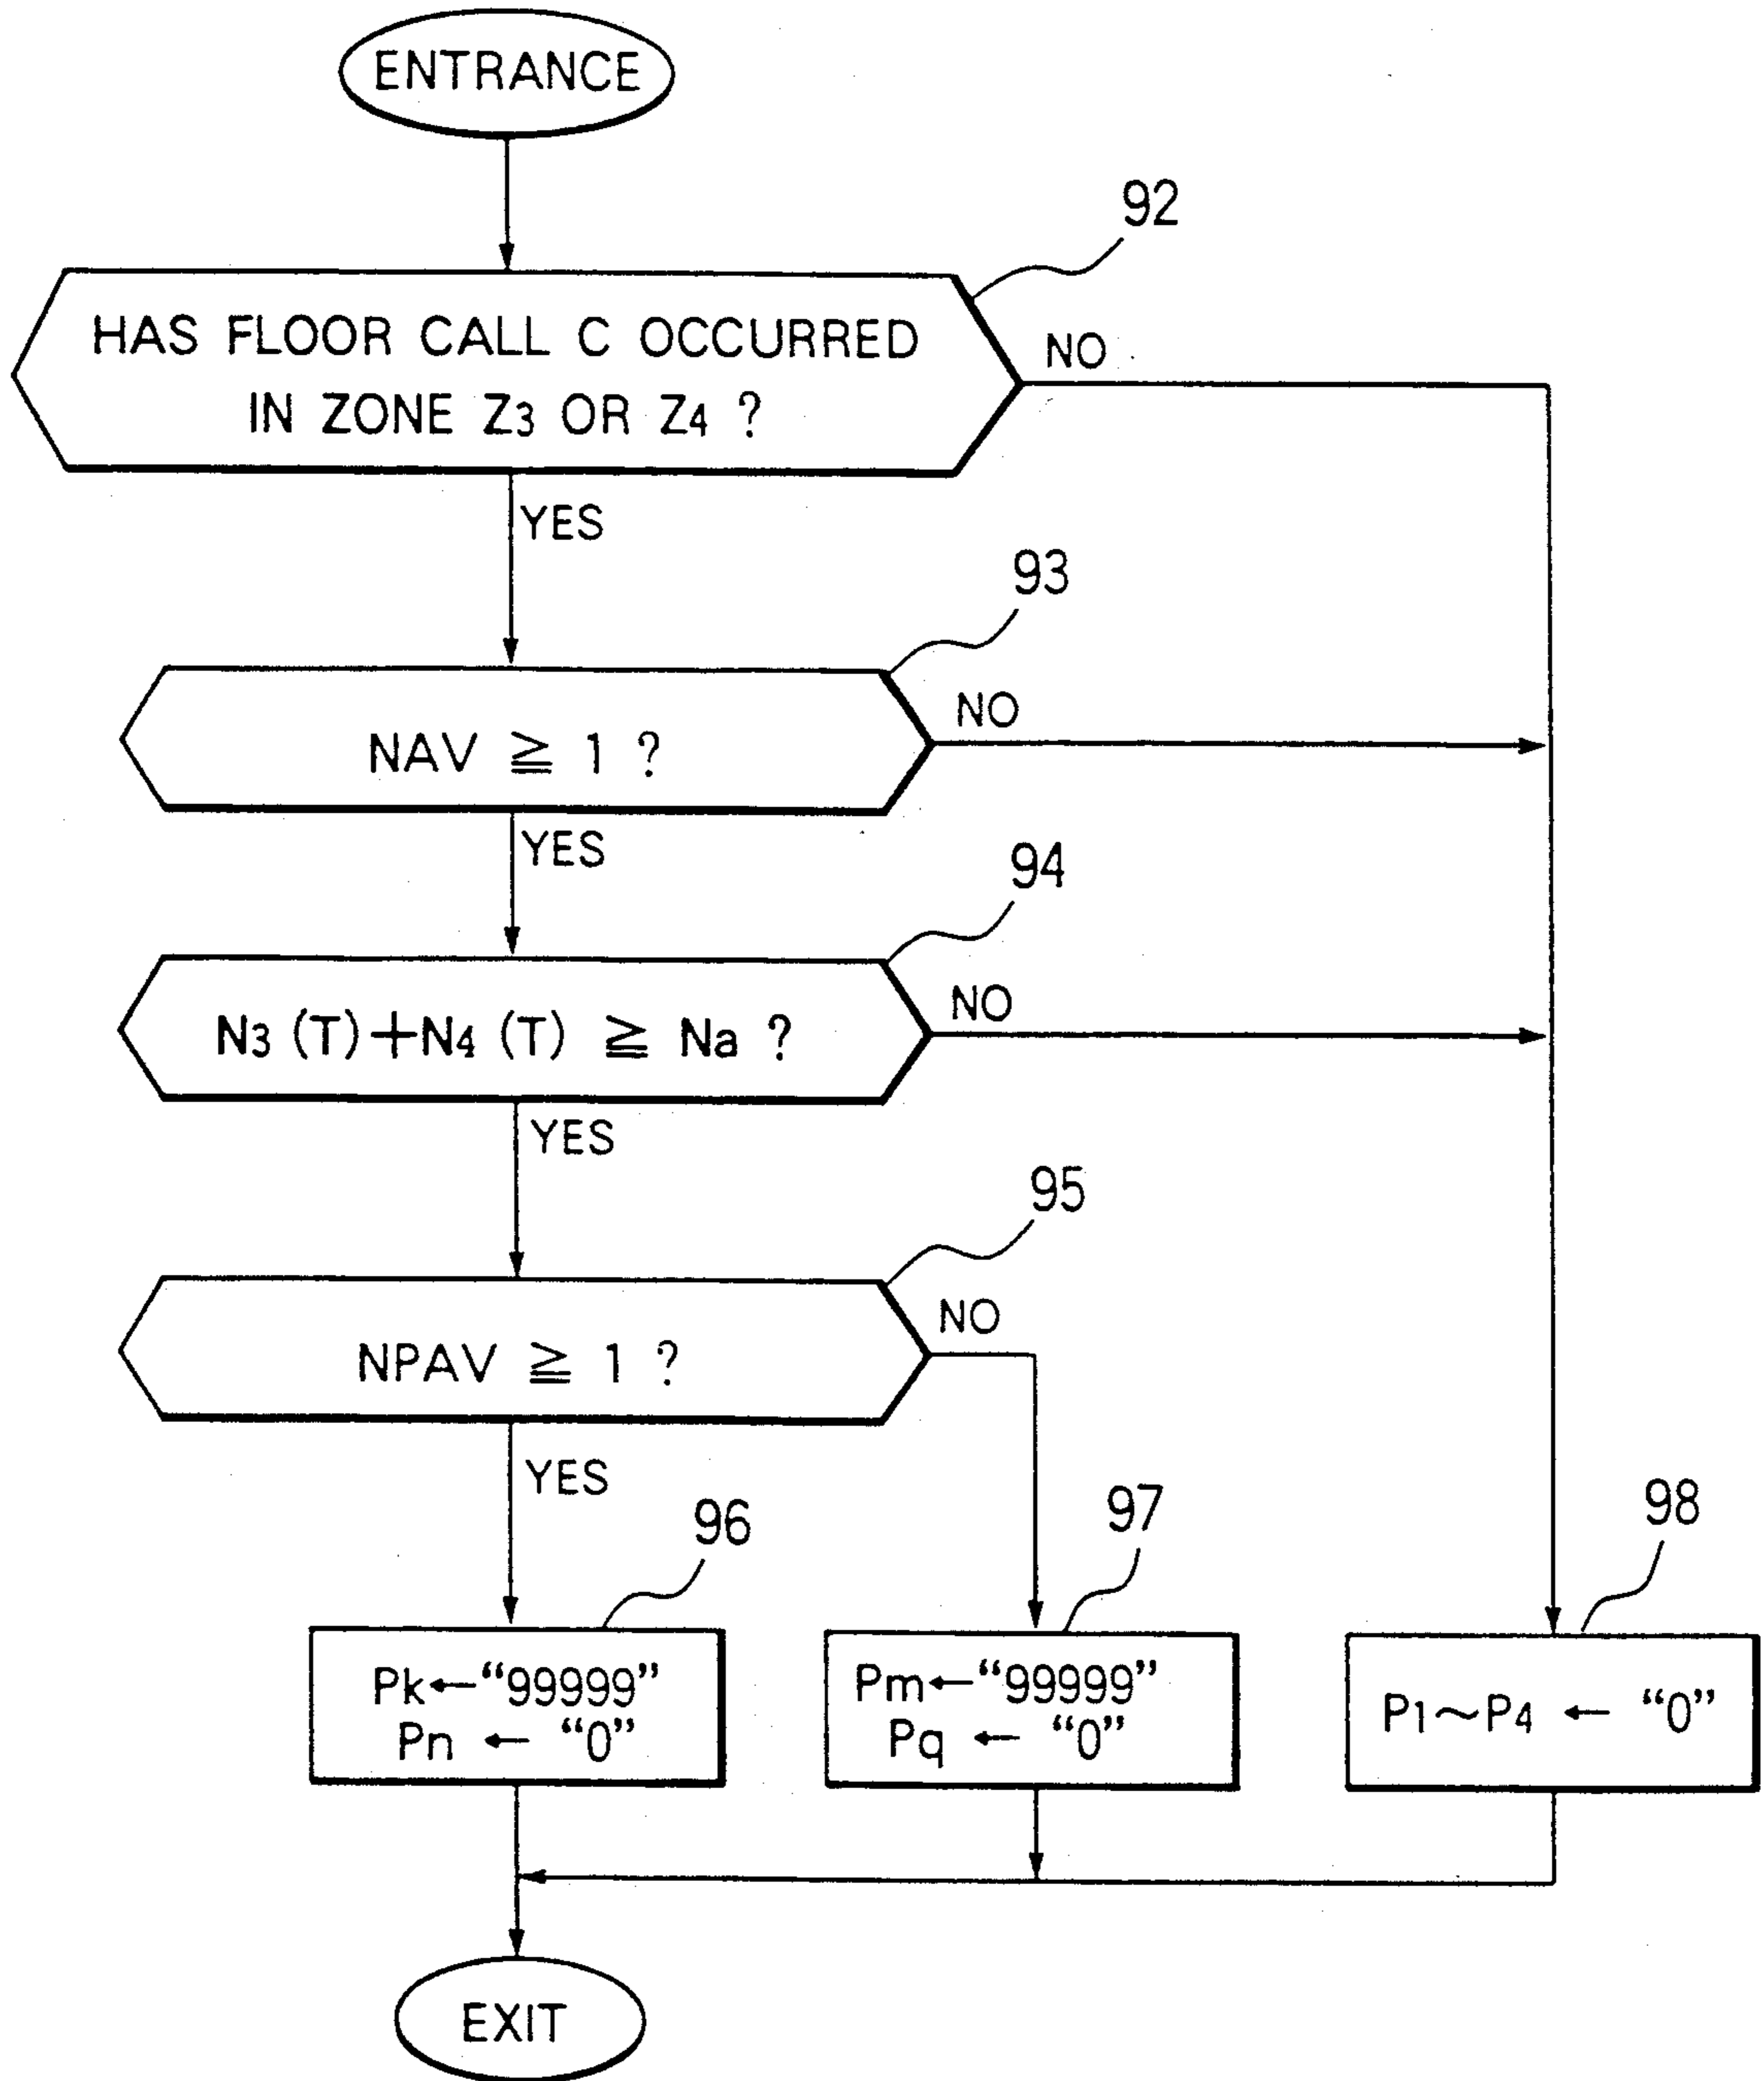 ENTRANCE
92
HAS FLOOR CALL C OCCURRED
IN ZONE Z3 OR Z4 ?
NO
YES
93
NAV ≧ 1 ?
NO
YES
94
N3 (T)+N4 (T) ≧ Na ?
NO
YES
95
NPAV ≧ 1 ?
NO
YES
96
97
98
Pk←“99999”
Pn ← “0”
Pm←“99999”
Pq ← “0”
P1~P4 ← “0”
EXIT